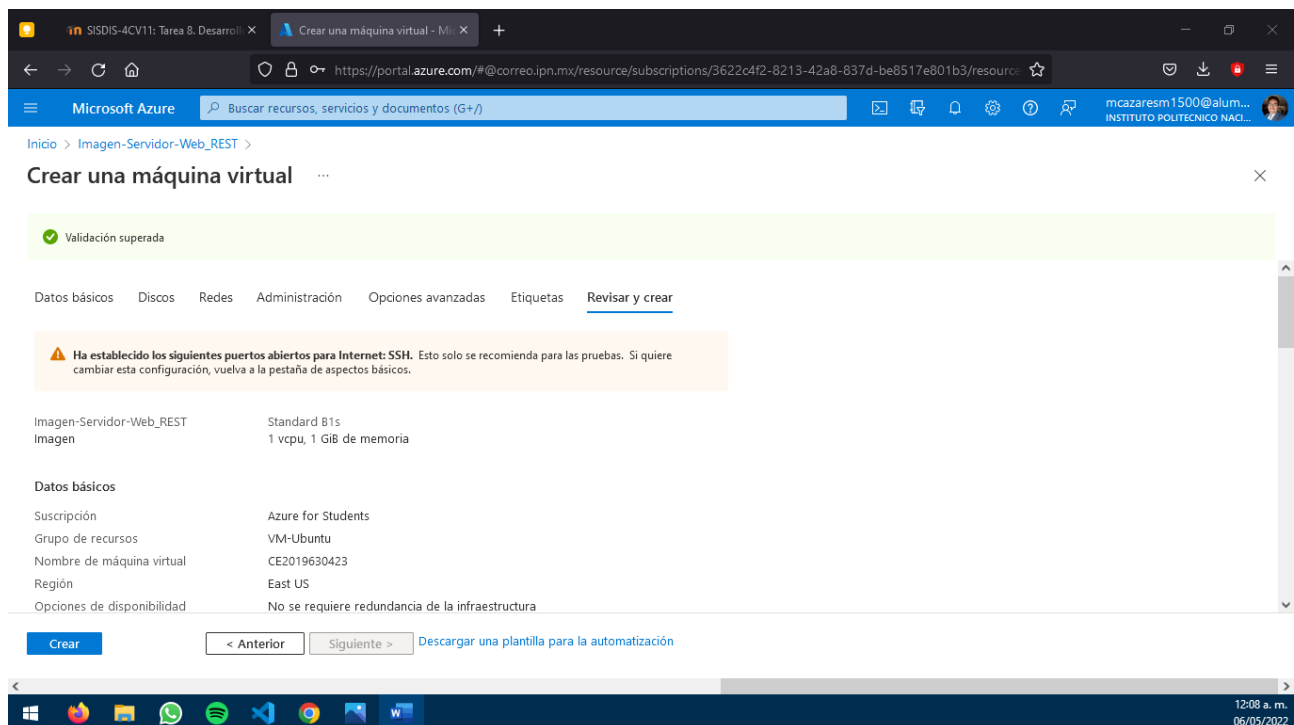 SISDIS-4CV11: Tarea 8. Desarroll
Crear una máquina virtual - Mic
https://portal.azure.com/#@correo.ipn.mx/resource/subscriptions/3622c4f2-8213-42a8-837d-be8517e801b3/resource
Microsoft Azure
Buscar recursos, servicios y documentos (G+/)
mcazaresm1500@alum...
INSTITUTO POLITECNICO NACI...
Inicio > Imagen-Servidor-Web_REST >
Crear una máquina virtual ...
Validación superada
Datos básicos Discos Redes Administración Opciones avanzadas Etiquetas Revisar y crear
Ha establecido los siguientes puertos abiertos para Internet: SSH. Esto solo se recomienda para las pruebas. Si quiere
cambiar esta configuración, vuelva a la pestaña de aspectos básicos.
Imagen-Servidor-Web_REST Standard B1s
Imagen 1 vcpu, 1 GiB de memoria
Datos básicos
Suscripción Azure for Students
Grupo de recursos VM-Ubuntu
Nombre de máquina virtual CE2019630423
Región East US
Opciones de disponibilidad No se requiere redundancia de la infraestructura
Crear < Anterior Siguiente > Descargar una plantilla para la automatización
12:08 a. m.
06/05/2022